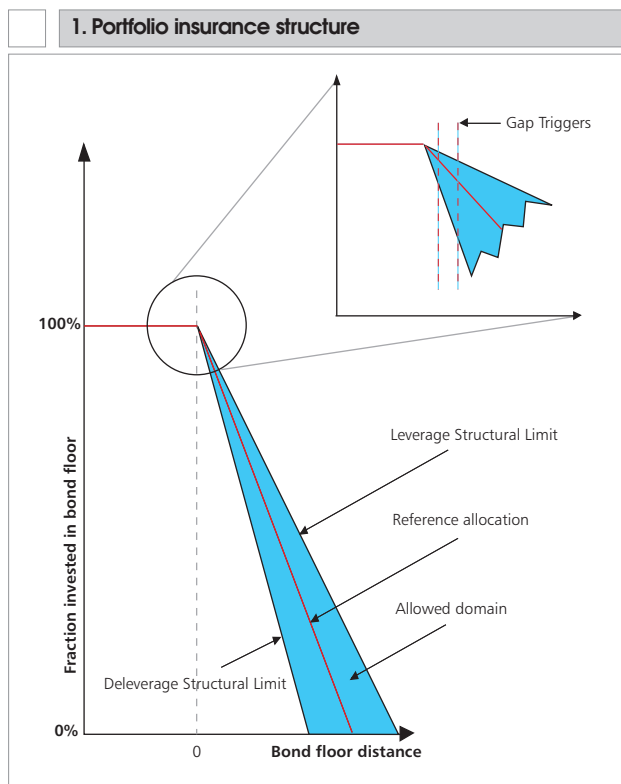 1. Portfolio insurance structure
Gap Triggers
100%
Leverage Structural Limit
Reference allocation
Allowed domain
Deleverage Structural Limit
Fraction invested in bond floor
0%
0
Bond floor distance